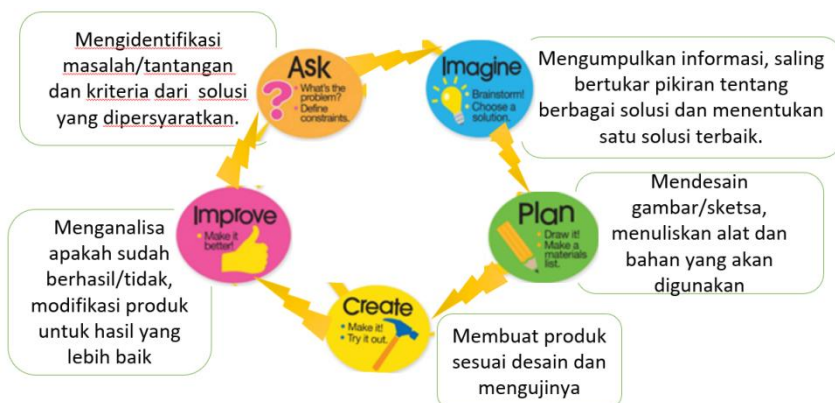 Mengidentifikasi
masalah/tantangan
dan kriteria dari solusi
yang dipersyaratkan.
Ask
• What's the
problem?
• Define
constraints.
Imagine
• Brainstorm!
• Choose a
solution.
Mengumpulkan informasi, saling
bertukar pikiran tentang
berbagai solusi dan menentukan
satu solusi terbaik.
Plan
• Draw it!
• Make a
materials
list.
Mendesain
gambar/sketsa,
menuliskan alat dan
bahan yang akan
digunakan
Create
• Make it!
• Try it out.
Membuat produk
sesuai desain dan
mengujinya
Improve
• Make it
better!
Menganalisa
apakah sudah
berhasil/tidak,
modifikasi produk
untuk hasil yang
lebih baik